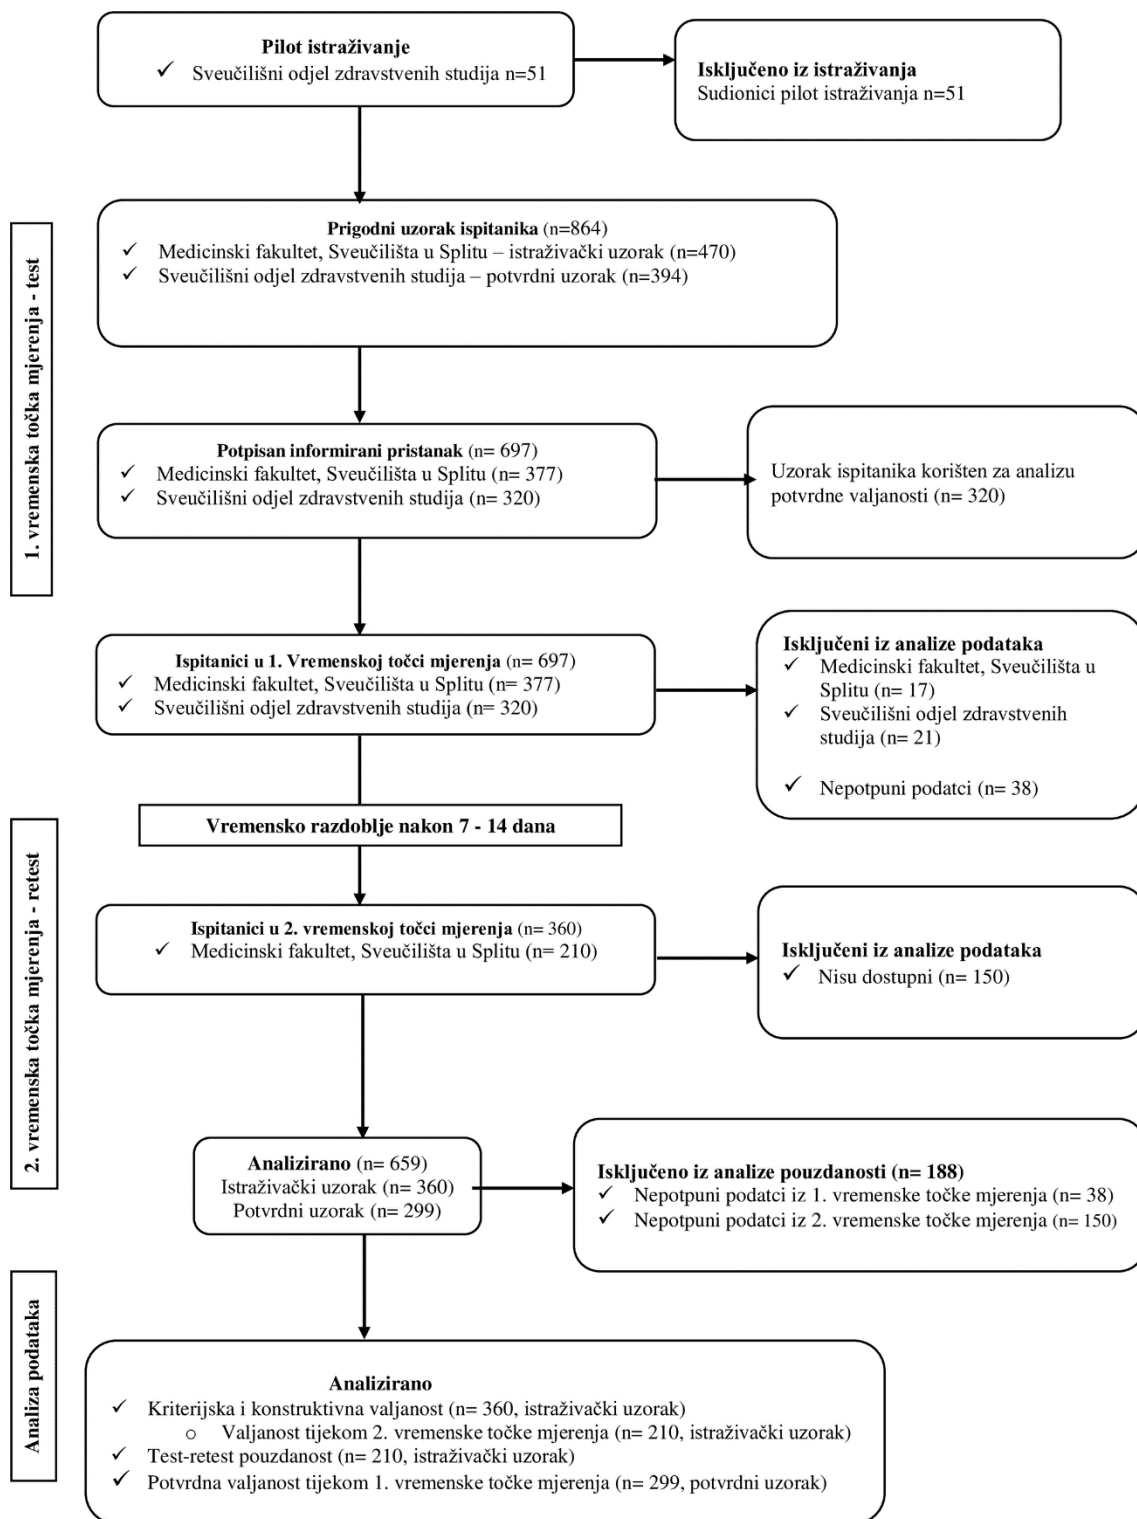 Pilot istraživanje
✓ Sveučilišni odjel zdravstvenih studija n=51
Isključeno iz istraživanja
Sudionici pilot istraživanja n=51
1. vremenska točka mjerenja - test
Prigodni uzorak ispitanika (n=864)
✓ Medicinski fakultet, Sveučilišta u Splitu – istraživački uzorak (n=470)
✓ Sveučilišni odjel zdravstvenih studija – potvrdni uzorak (n=394)
Potpisan informirani pristanak (n= 697)
✓ Medicinski fakultet, Sveučilišta u Splitu (n= 377)
✓ Sveučilišni odjel zdravstvenih studija (n= 320)
Uzorak ispitanika korišten za analizu
potvrdne valjanosti (n= 320)
Ispitanici u 1. Vremenskoj točci mjerenja (n= 697)
✓ Medicinski fakultet, Sveučilišta u Splitu (n= 377)
✓ Sveučilišni odjel zdravstvenih studija (n= 320)
Isključeni iz analize podataka
✓ Medicinski fakultet, Sveučilišta u
Splitu (n= 17)
✓ Sveučilišni odjel zdravstvenih
studija (n= 21)
✓ Nepotpuni podatci (n= 38)
Vremensko razdoblje nakon 7 - 14 dana
2. vremenska točka mjerenja - retest
Ispitanici u 2. vremenskoj točci mjerenja (n= 360)
✓ Medicinski fakultet, Sveučilišta u Splitu (n= 210)
Isključeni iz analize podataka
✓ Nisu dostupni (n= 150)
Analizirano (n= 659)
Istraživački uzorak (n= 360)
Potvrdni uzorak (n= 299)
Isključeno iz analize pouzdanosti (n= 188)
✓ Nepotpuni podatci iz 1. vremenske točke mjerenja (n= 38)
✓ Nepotpuni podatci iz 2. vremenske točke mjerenja (n= 150)
Analiza podataka
Analizirano
✓ Kriterijska i konstruktivna valjanost (n= 360, istraživački uzorak)
o Valjanost tijekom 2. vremenske točke mjerenja (n= 210, istraživački uzorak)
✓ Test-retest pouzdanost (n= 210, istraživački uzorak)
✓ Potvrdna valjanost tijekom 1. vremenske točke mjerenja (n= 299, potvrdni uzorak)